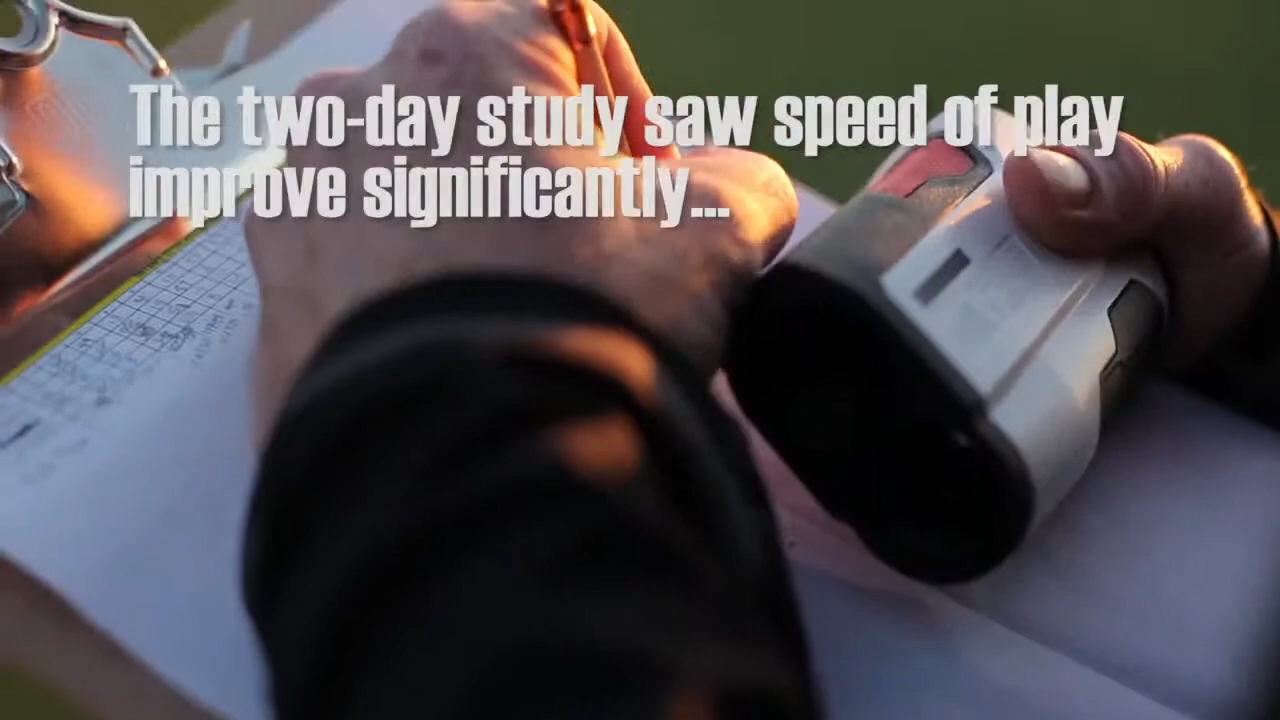 The two-day study saw speed of play
improve significantly...